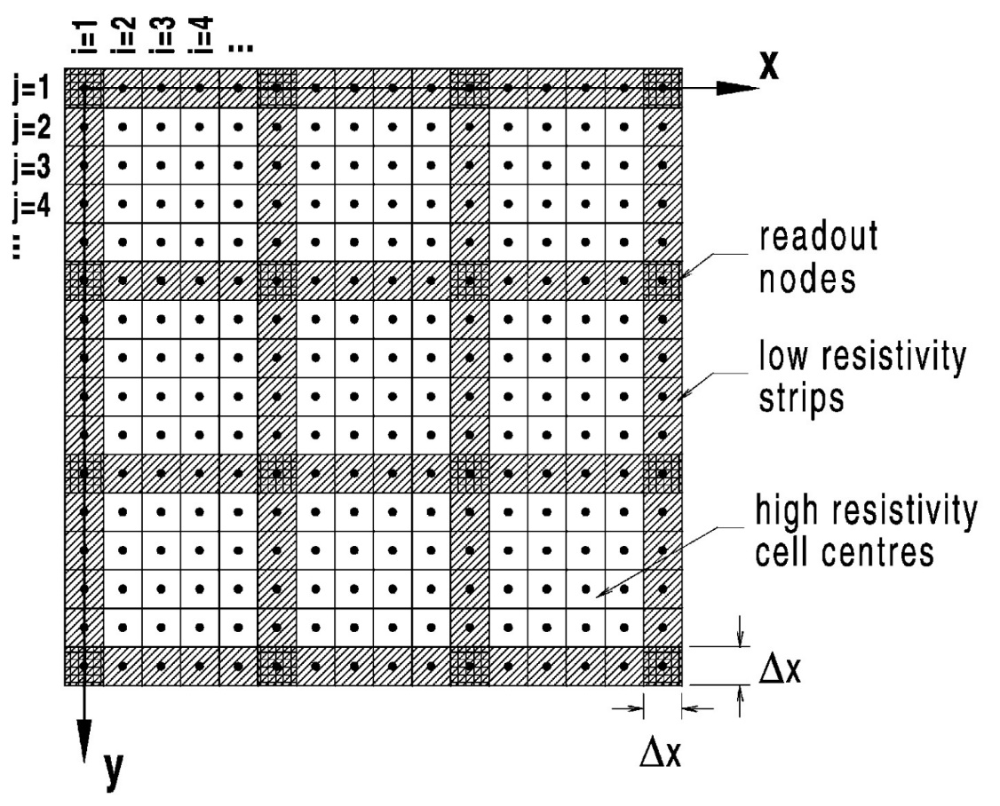 i=1 i=2 i=3 i=4 ...
x
j=1
j=2
j=3
j=4
...
readout
nodes
low resistivity
strips
high resistivity
cell centres
Δx
Δx
y